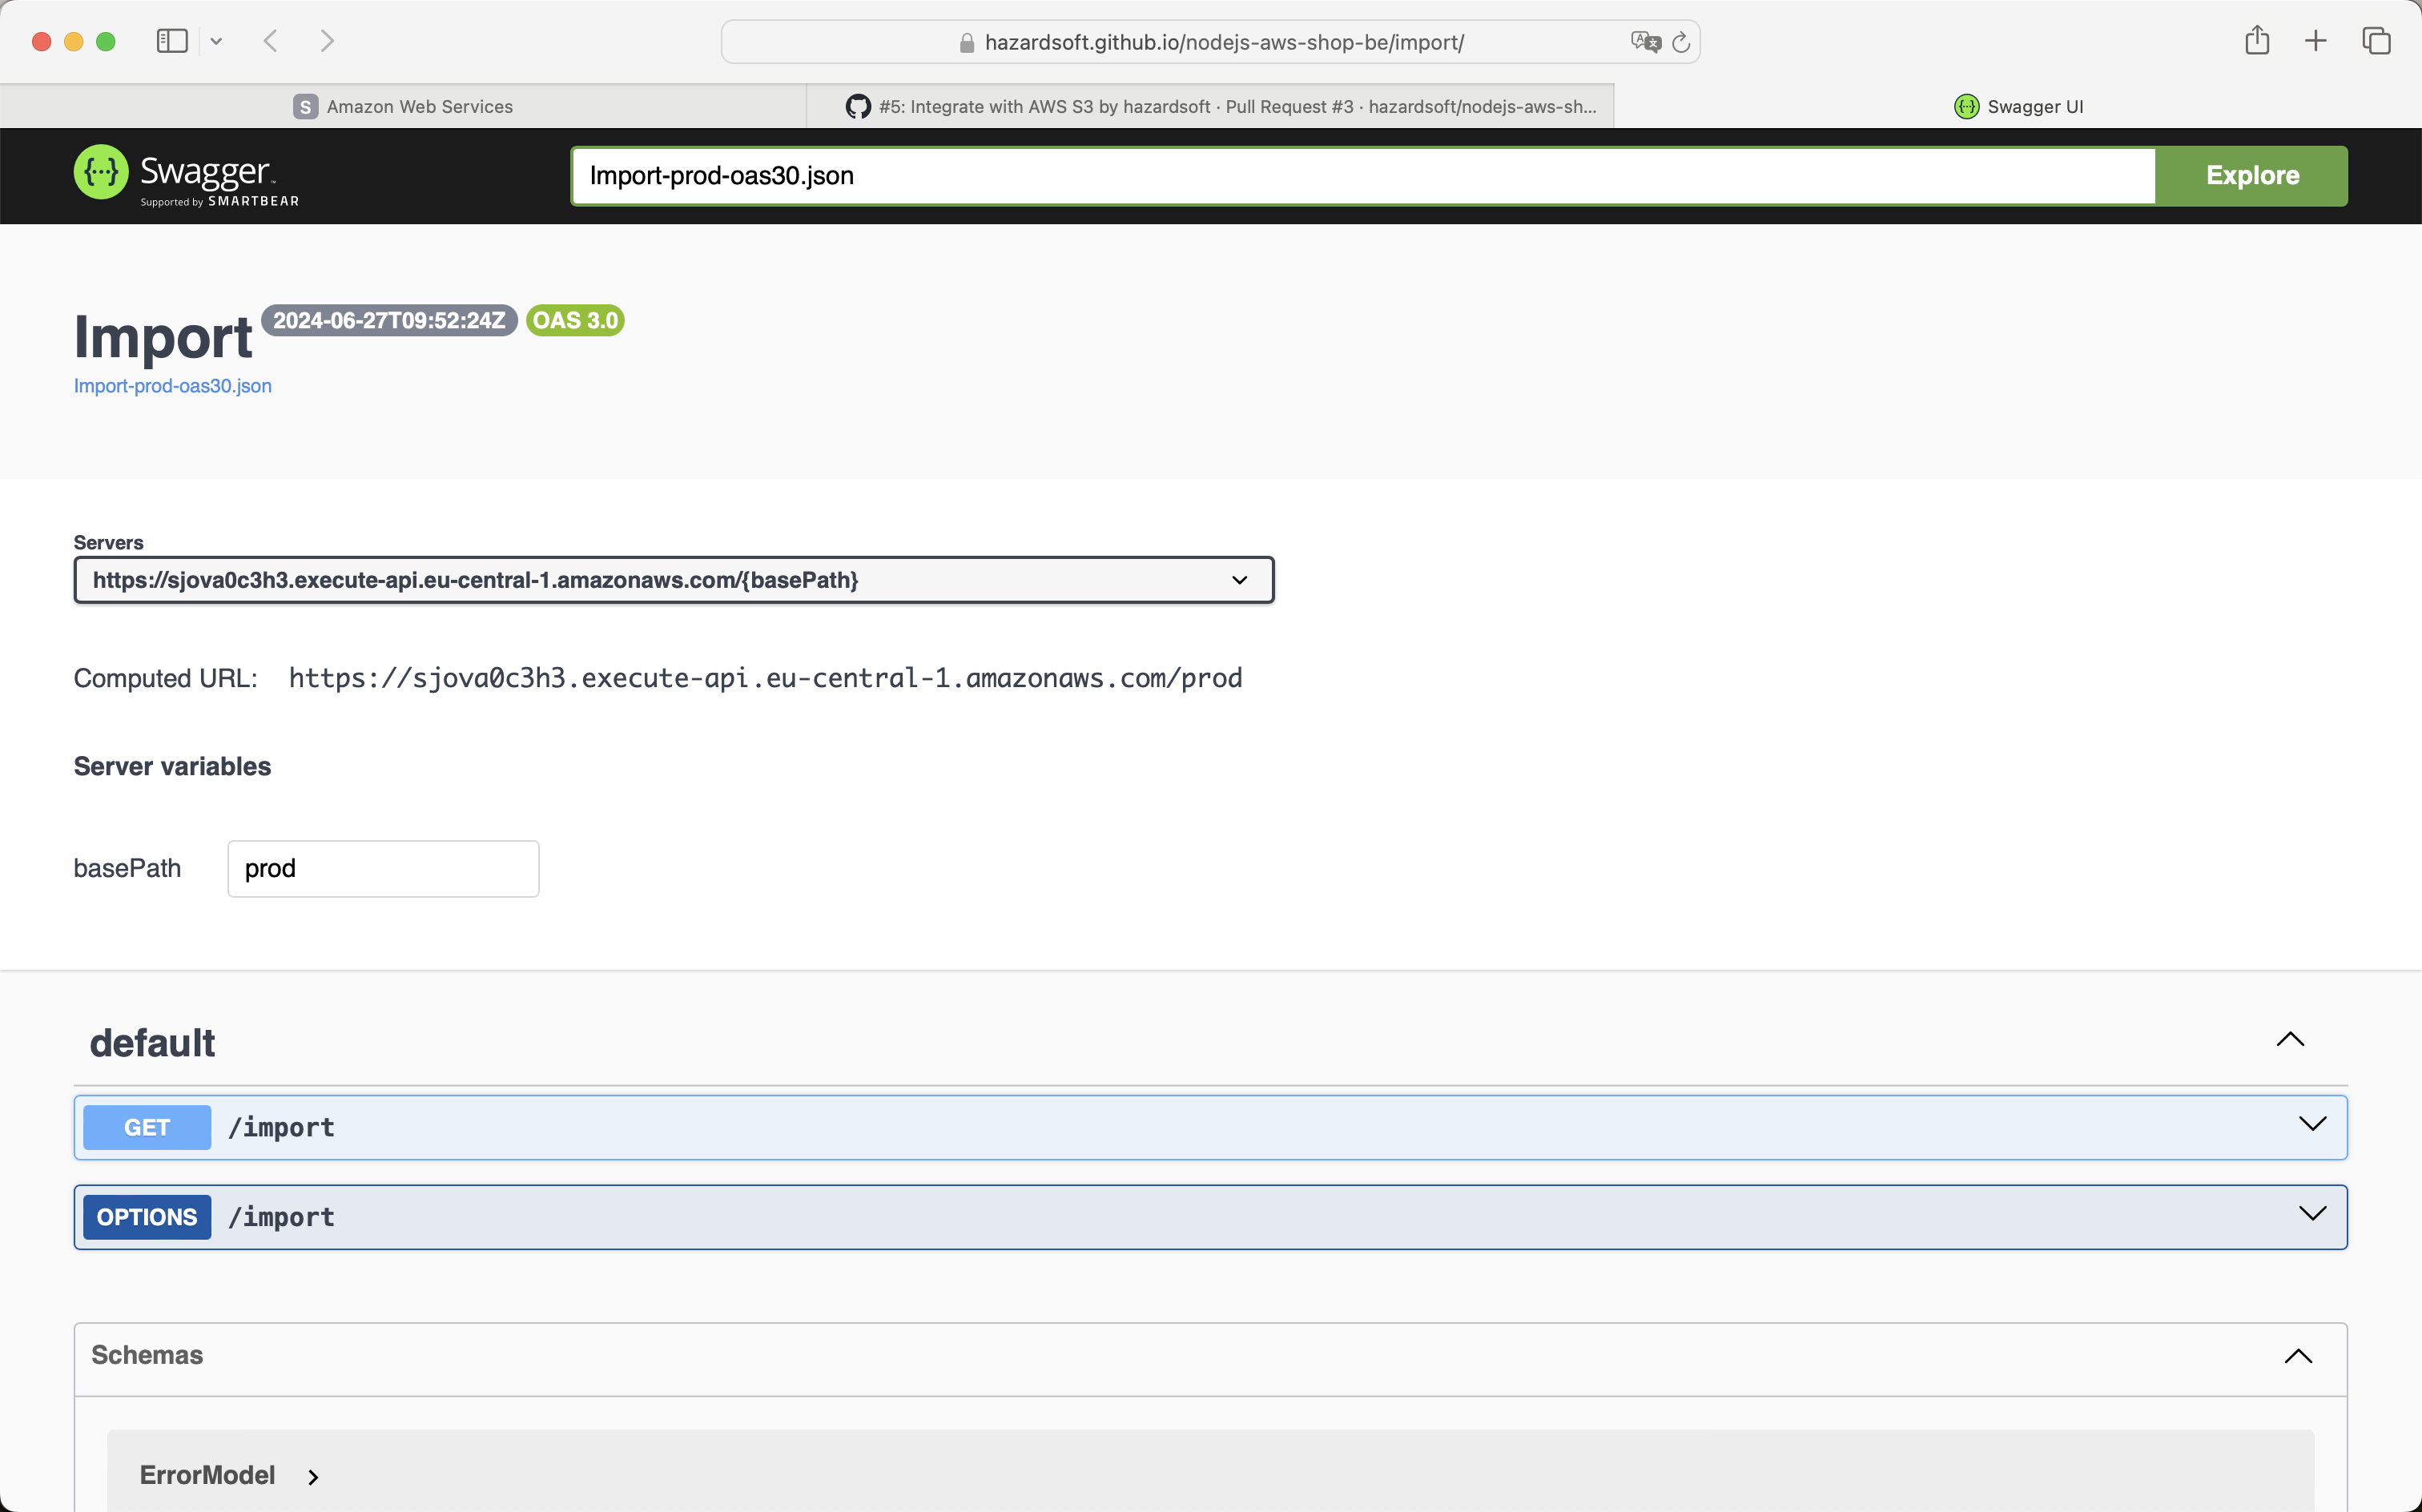 hazardsoft.github.io/nodejs-aws-shop-be/import/
S Amazon Web Services
#5: Integrate with AWS S3 by hazardsoft · Pull Request #3 · hazardsoft/nodejs-aws-sh...
Swagger UI
Swagger™
Supported by SMARTBEAR
Import-prod-oas30.json
Explore
Import 2024-06-27T09:52:24Z OAS 3.0
Import-prod-oas30.json
Servers
https://sjova0c3h3.execute-api.eu-central-1.amazonaws.com/{basePath}
Computed URL: https://sjova0c3h3.execute-api.eu-central-1.amazonaws.com/prod
Server variables
basePath prod
default
GET /import
OPTIONS /import
Schemas
ErrorModel